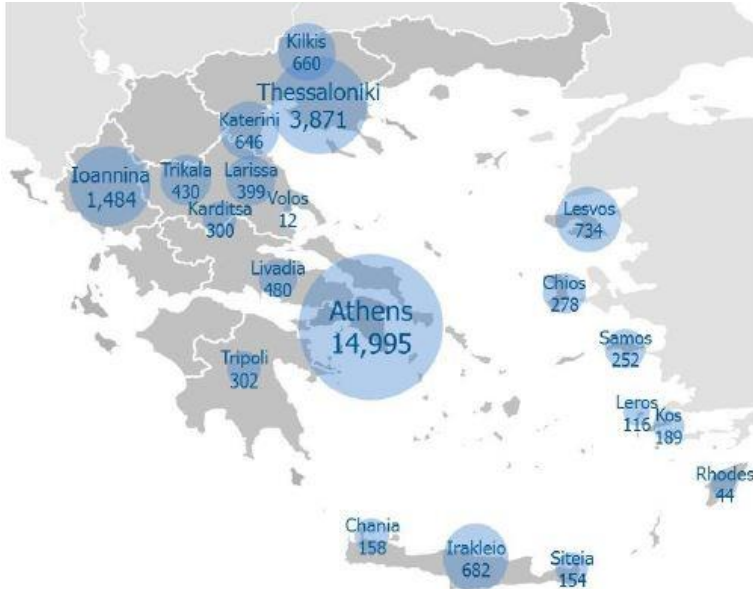 Kilkis
660
Thessaloniki
3,871
Katerini
646
Ioannina
1,484
Trikala
430
Larissa
399
Karditsa
300
Volos
12
Lesvos
734
Livadia
480
Chios
278
Athens
14,995
Samos
252
Tripoli
302
Leros
116
Kos
189
Rhodes
44
Chania
158
Irakleio
682
Siteia
154